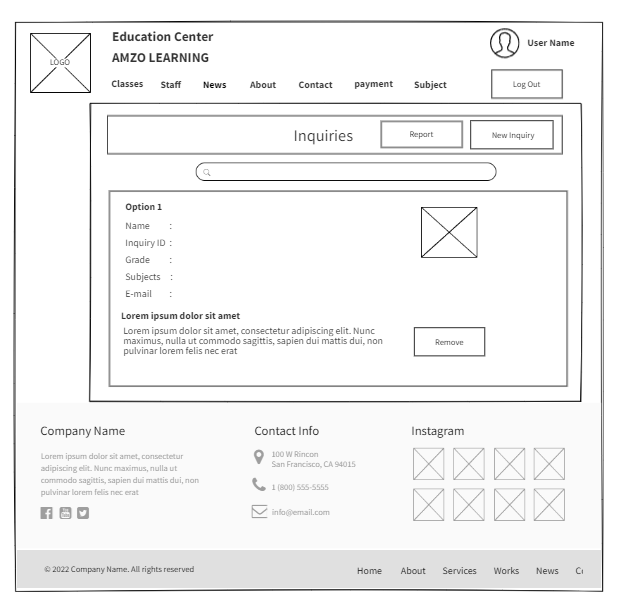 LOGO
Education Center
AMZO LEARNING
User Name
Classes Staff News About Contact payment Subject
Log Out
Inquiries
Report
New Inquiry
Option 1
Name :
Inquiry ID :
Grade :
Subjects :
E-mail :
Lorem ipsum dolor sit amet
Lorem ipsum dolor sit amet, consectetur adipiscing elit. Nunc
maximus, nulla ut commodo sagittis, sapien dui mattis dui, non
pulvinar lorem felis nec erat
Remove
Company Name
Lorem ipsum dolor sit amet, consectetur
adipiscing elit. Nunc maximus, nulla ut
commodo sagittis, sapien dui mattis dui, non
pulvinar lorem felis nec erat
Contact Info
100 W Rincon
San Francisco, CA 94015
1 (800) 555-5555
info@email.com
Instagram
© 2022 Company Name. All rights reserved
Home About Services Works News